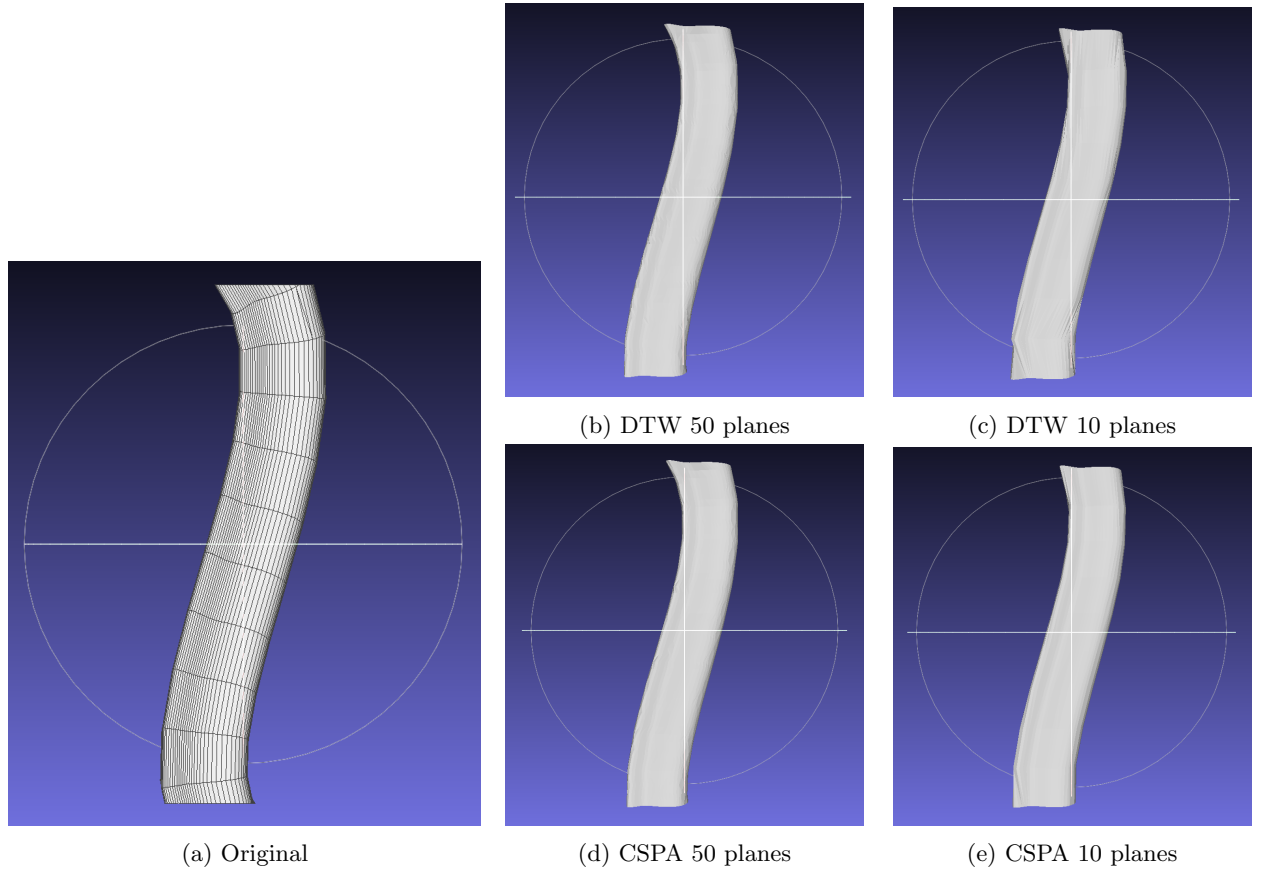 (b) DTW 50 planes
(c) DTW 10 planes
(a) Original
(d) CSPA 50 planes
(e) CSPA 10 planes